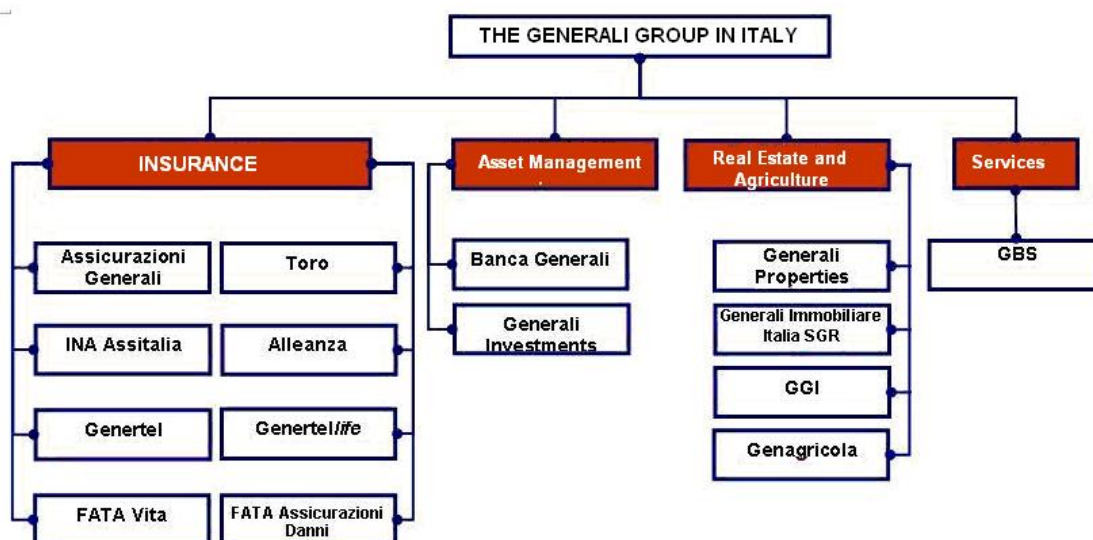 THE GENERALI GROUP IN ITALY
INSURANCE
Asset Management
.
Real Estate and
Agriculture
Services
Assicurazioni
Generali
Toro
INA Assitalia
Alleanza
Genertel
Genertellife
FATA Vita
FATA Assicurazioni
Danni
Banca Generali
Generali
Investments
Generali
Properties
Generali Immobiliare
Italia SGR
GGI
Genagricola
GBS